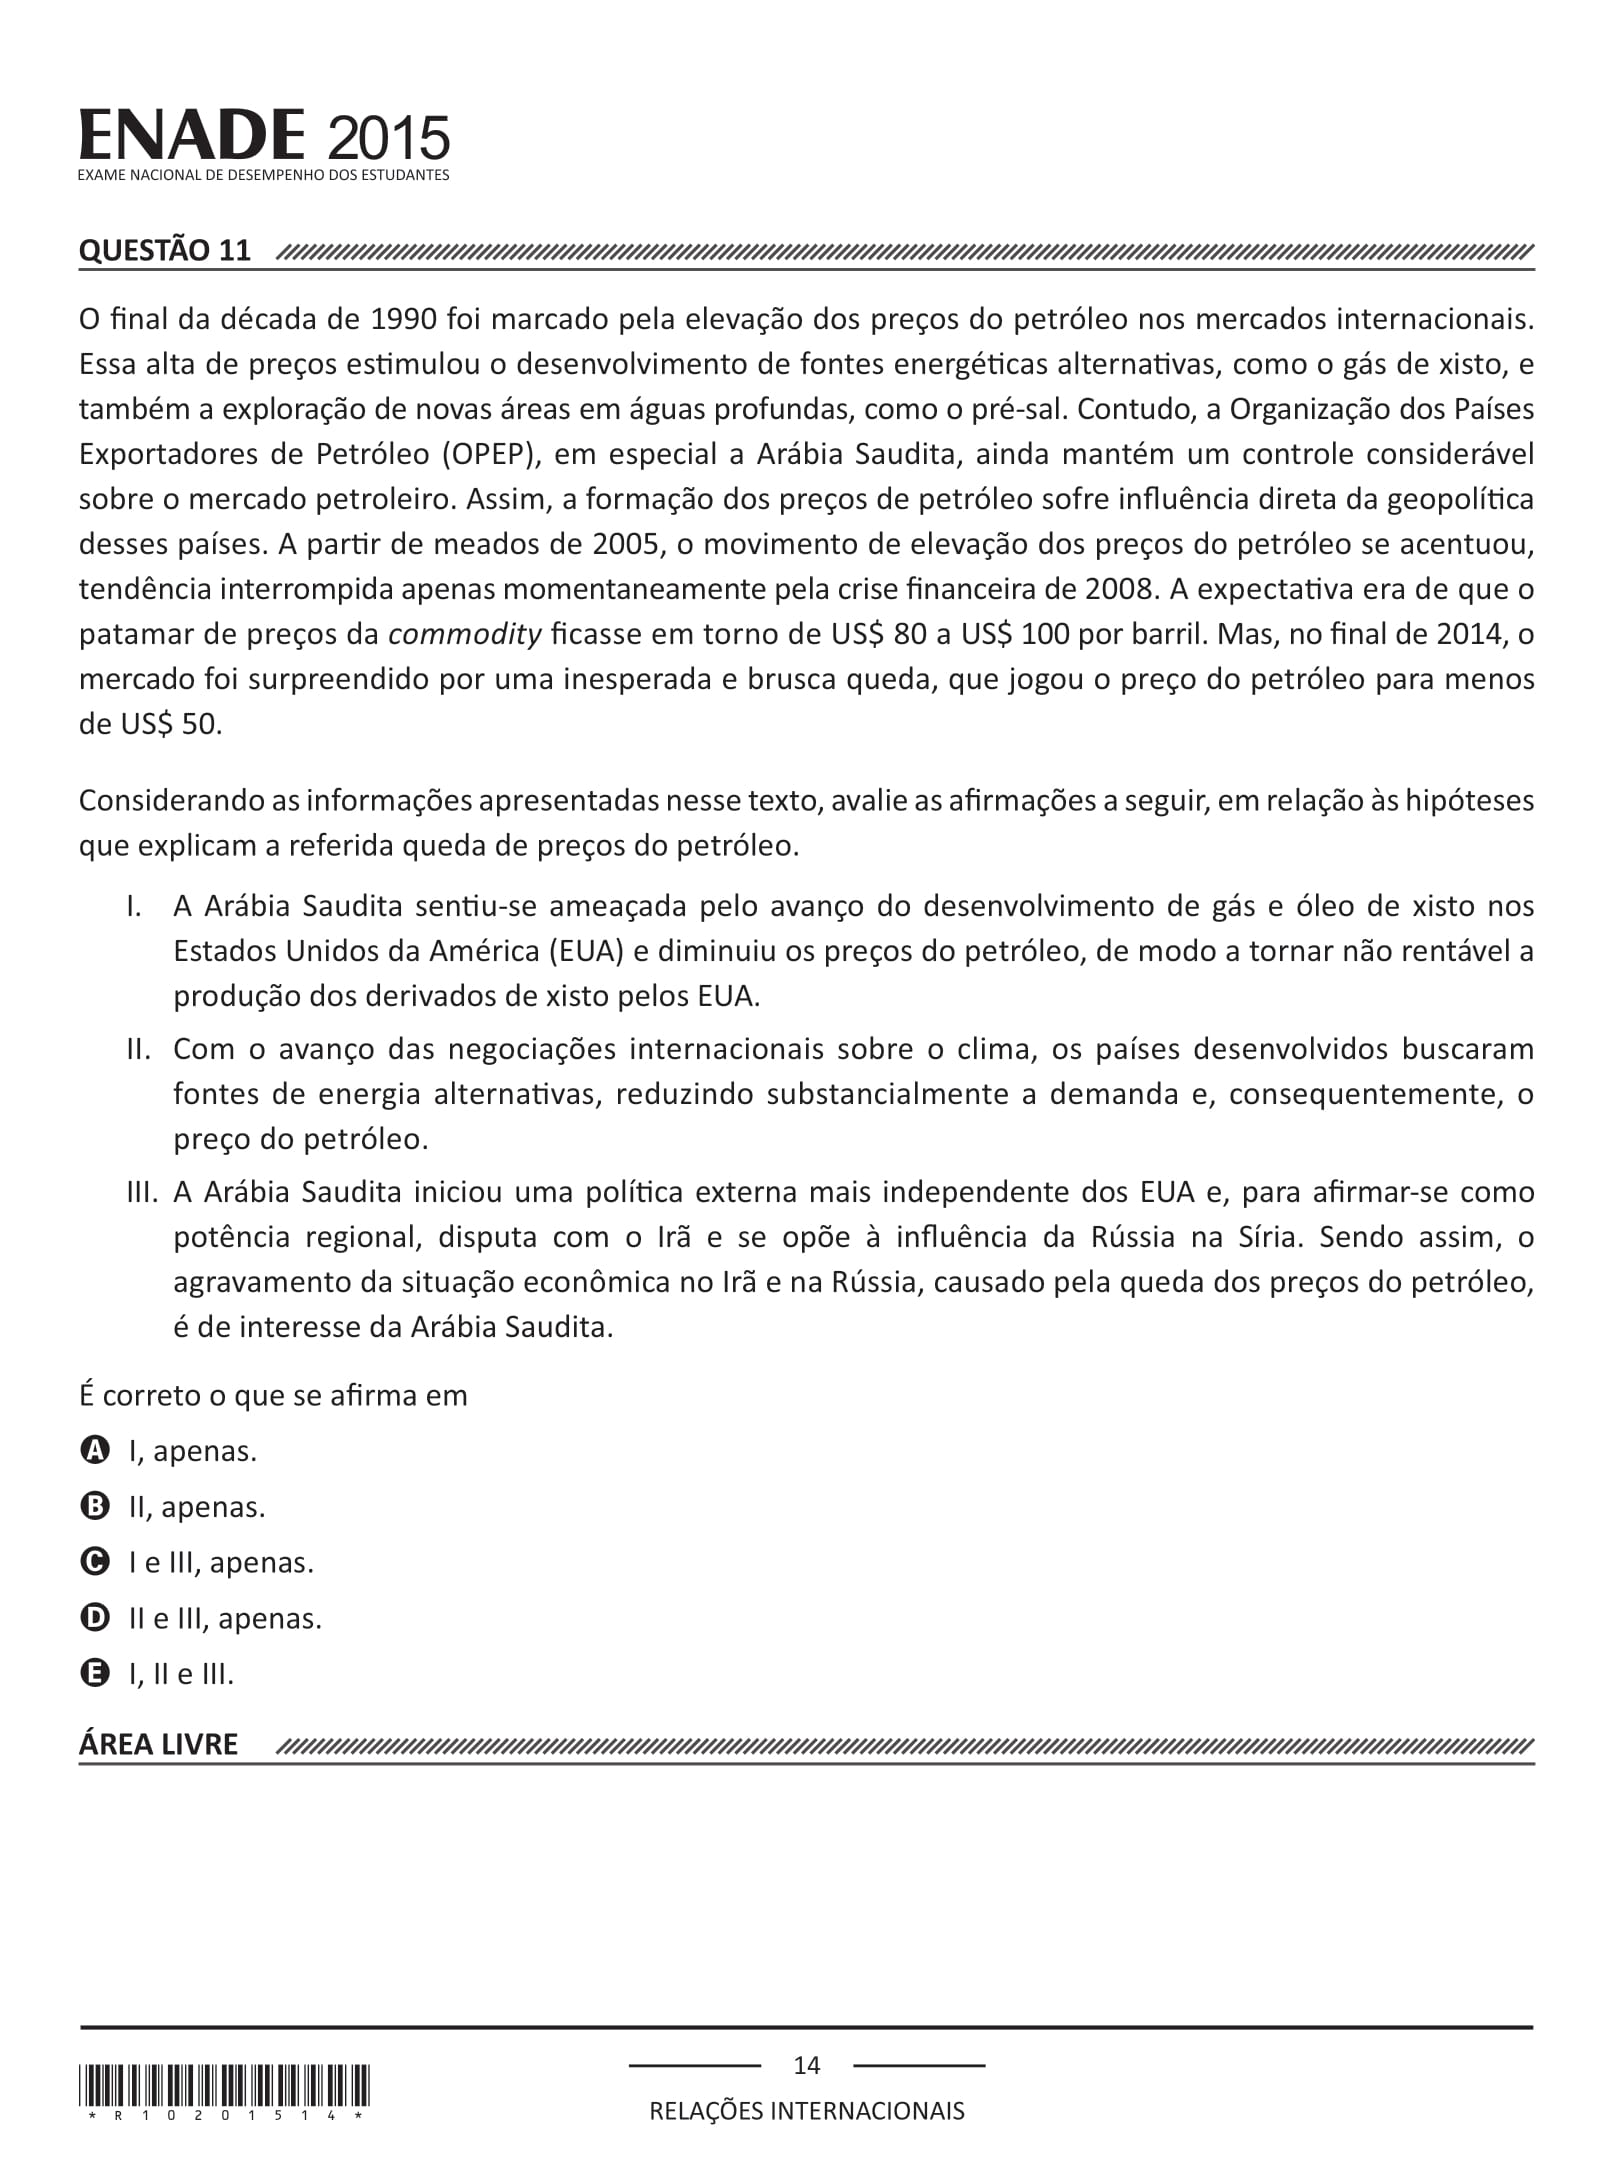 ENADE 2015
EXAME NACIONAL DE DESEMPENHO DOS ESTUDANTES
QUESTÃO 11
O final da década de 1990 foi marcado pela elevação dos preços do petróleo nos mercados internacionais.
Essa alta de preços estimulou o desenvolvimento de fontes energéticas alternativas, como o gás de xisto, e
também a exploração de novas áreas em águas profundas, como o pré-sal. Contudo, a Organização dos Países
Exportadores de Petróleo (OPEP), em especial a Arábia Saudita, ainda mantém um controle considerável
sobre o mercado petroleiro. Assim, a formação dos preços de petróleo sofre influência direta da geopolítica
desses países. A partir de meados de 2005, o movimento de elevação dos preços do petróleo se acentuou,
tendência interrompida apenas momentaneamente pela crise financeira de 2008. A expectativa era de que o
patamar de preços da commodity ficasse em torno de US$ 80 a US$ 100 por barril. Mas, no final de 2014, o
mercado foi surpreendido por uma inesperada e brusca queda, que jogou o preço do petróleo para menos
de US$ 50.
Considerando as informações apresentadas nesse texto, avalie as afirmações a seguir, em relação às hipóteses
que explicam a referida queda de preços do petróleo.
I. A Arábia Saudita sentiu-se ameaçada pelo avanço do desenvolvimento de gás e óleo de xisto nos
Estados Unidos da América (EUA) e diminuiu os preços do petróleo, de modo a tornar não rentável a
produção dos derivados de xisto pelos EUA.
II. Com o avanço das negociações internacionais sobre o clima, os países desenvolvidos buscaram
fontes de energia alternativas, reduzindo substancialmente a demanda e, consequentemente, o
preço do petróleo.
III. A Arábia Saudita iniciou uma política externa mais independente dos EUA e, para afirmar-se como
potência regional, disputa com o Irã e se opõe à influência da Rússia na Síria. Sendo assim, o
agravamento da situação econômica no Irã e na Rússia, causado pela queda dos preços do petróleo,
é de interesse da Arábia Saudita.
É correto o que se afirma em
A I, apenas.
B II, apenas.
C I e III, apenas.
D II e III, apenas.
E I, II e III.
ÁREA LIVRE
14
RELAÇÕES INTERNACIONAIS
* R 1 0 2 0 1 5 1 4 *